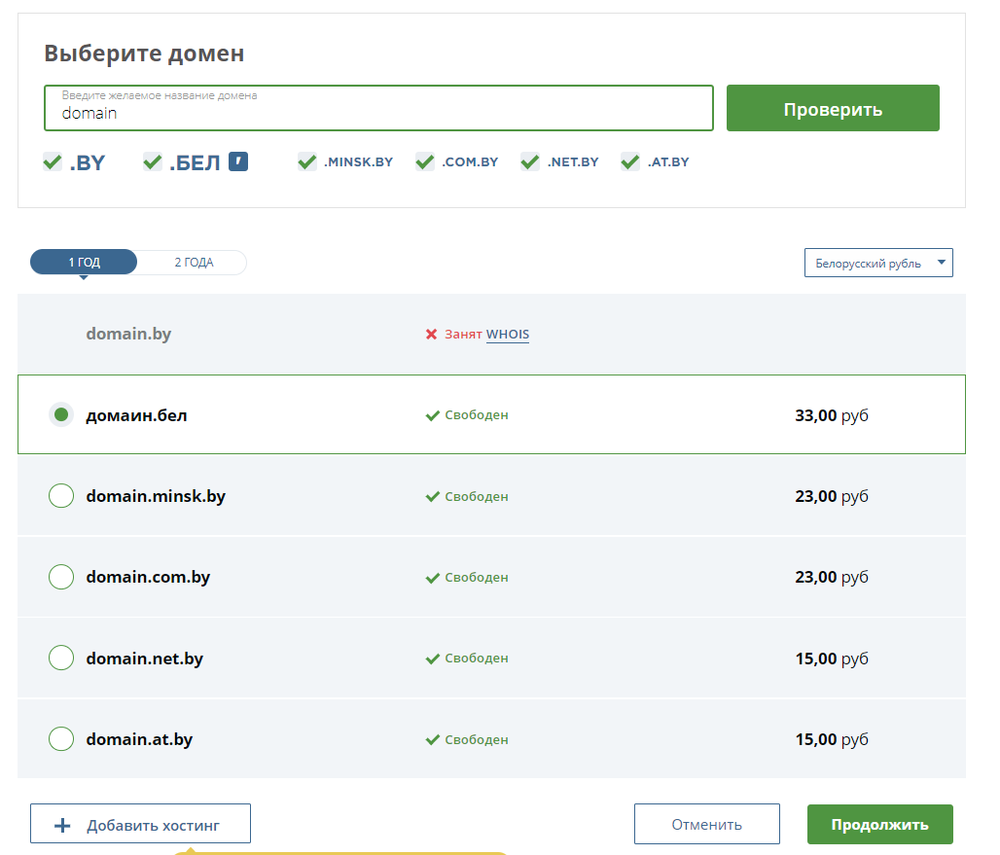 Выберите домен
Введите желаемое название домена
domain
Проверить
.BY .БЕЛ ' .MINSK.BY .COM.BY .NET.BY .AT.BY
1 ГОД 2 ГОДА Белорусский рубль
domain.by Занят WHOIS
домаин.бел Свободен 33,00 руб
domain.minsk.by Свободен 23,00 руб
domain.com.by Свободен 23,00 руб
domain.net.by Свободен 15,00 руб
domain.at.by Свободен 15,00 руб
+ Добавить хостинг Отменить Продолжить